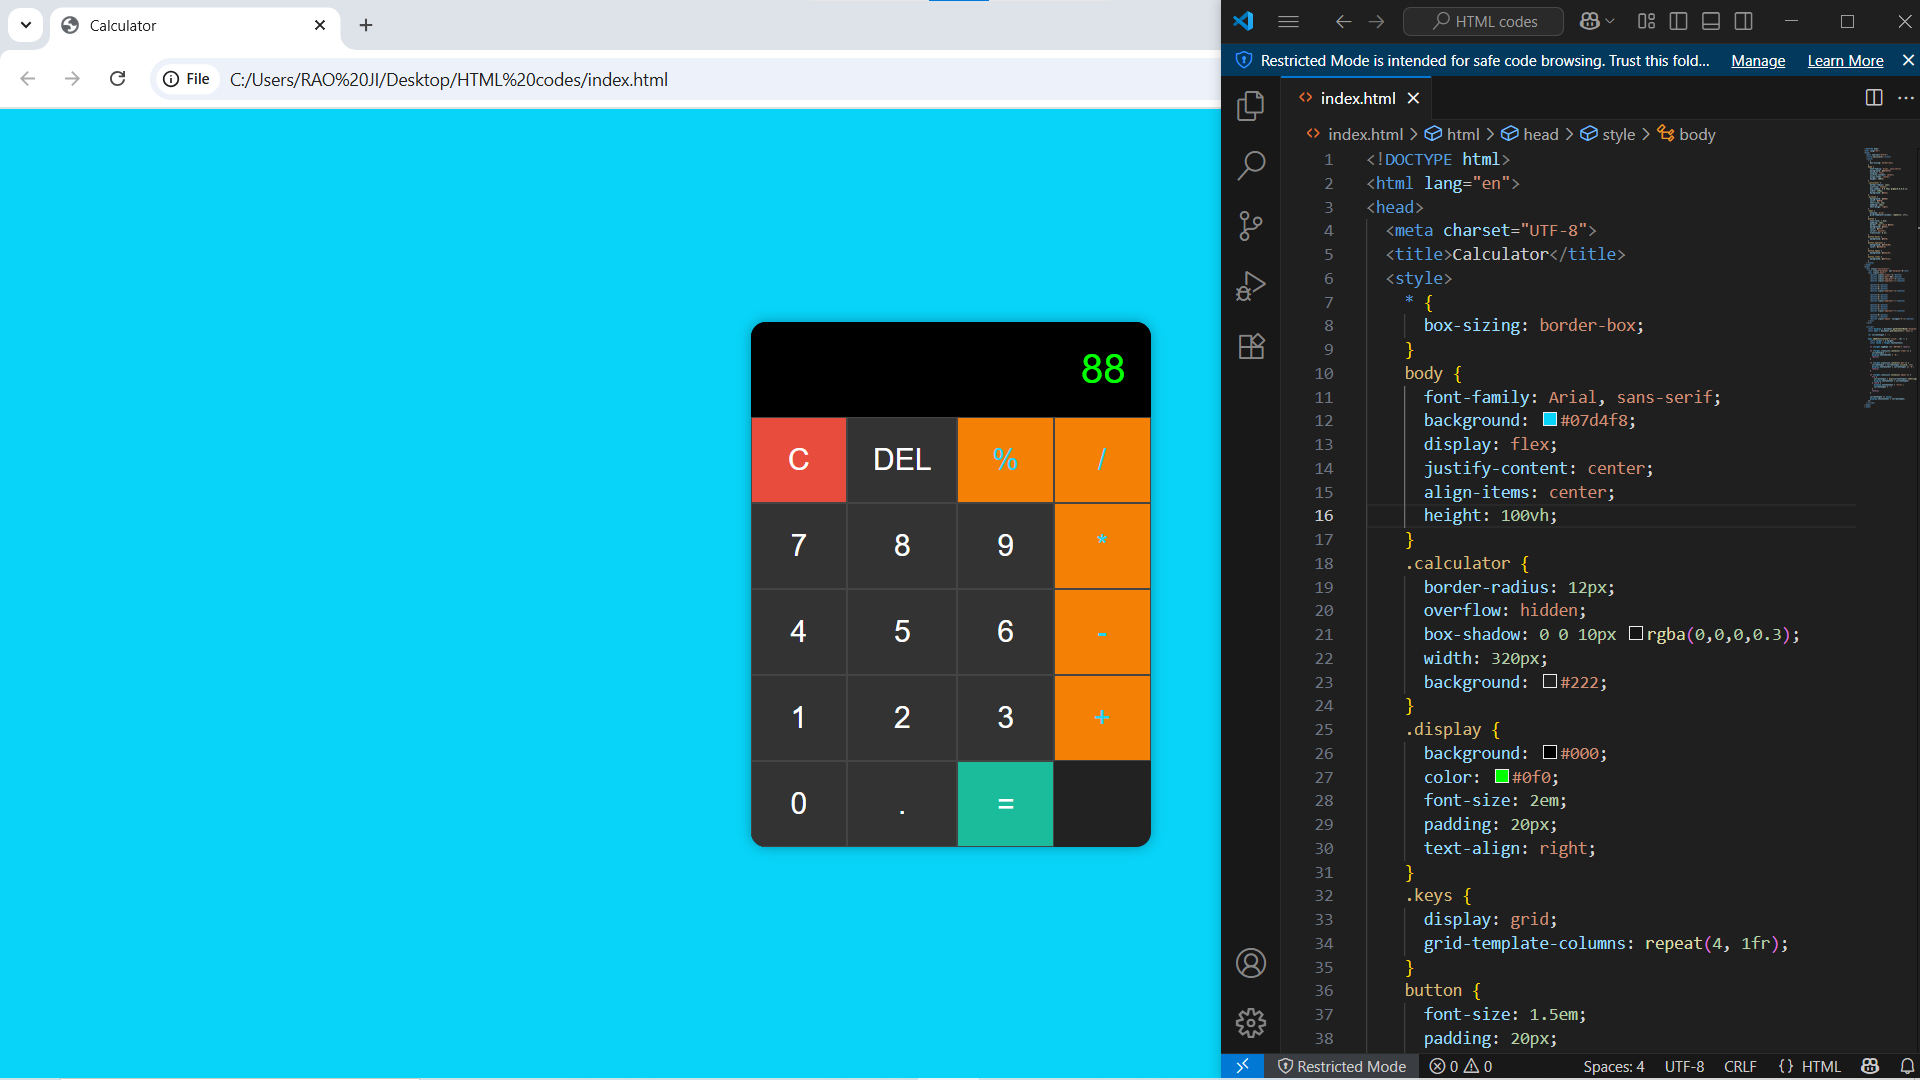 Calculator
File
C:/Users/RAO%20JI/Desktop/HTML%20codes/index.html
88
C DEL % /
7 8 9 *
4 5 6 -
1 2 3 +
0 . =
HTML codes
Restricted Mode is intended for safe code browsing. Trust this fold... Manage Learn More
index.html
index.html > html > head > style > body
1 <!DOCTYPE html>
2 <html lang="en">
3 <head>
4 <meta charset="UTF-8">
5 <title>Calculator</title>
6 <style>
7 * {
8 box-sizing: border-box;
9 }
10 body {
11 font-family: Arial, sans-serif;
12 background: #07d4f8;
13 display: flex;
14 justify-content: center;
15 align-items: center;
16 height: 100vh;
17 }
18 .calculator {
19 border-radius: 12px;
20 overflow: hidden;
21 box-shadow: 0 0 10px rgba(0,0,0,0.3);
22 width: 320px;
23 background: #222;
24 }
25 .display {
26 background: #000;
27 color: #0f0;
28 font-size: 2em;
29 padding: 20px;
30 text-align: right;
31 }
32 .keys {
33 display: grid;
34 grid-template-columns: repeat(4, 1fr);
35 }
36 button {
37 font-size: 1.5em;
38 padding: 20px;
Restricted Mode 0 0 Spaces: 4 UTF-8 CRLF {} HTML